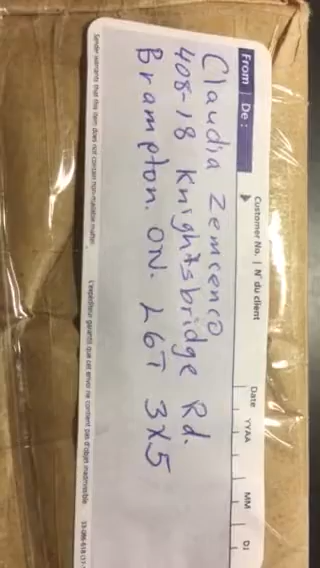 From | De :
Customer No. | N° du client
Date
YYAA
MM
DJ
Claudia Zemcenco
408-18 Knightsbridge Rd.
Brampton. ON. L6T 3X5
Sender warrants that this item does not contain non-mailable matter.
L'expéditeur garantit que cet envoi ne contient pas d'objet inadmissible.